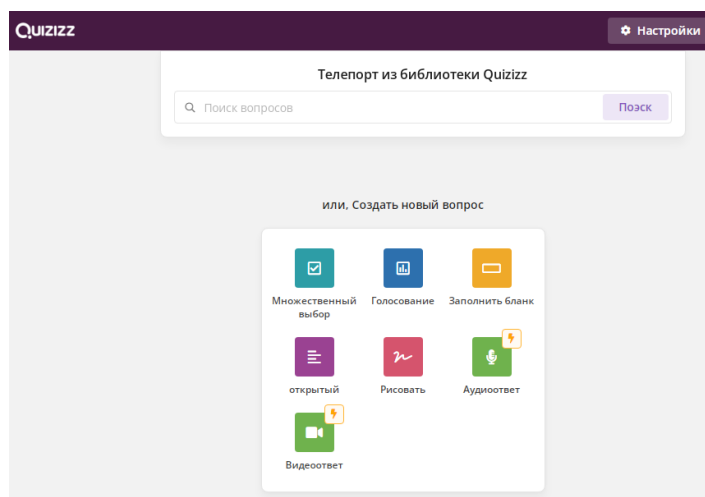 Quizizz
Настройки
Телепорт из библиотеки Quizizz
Поиск вопросов
Поэск
или, Создать новый вопрос
Множественный Голосование Заполнить бланк
выбор
открытый Рисовать Аудиоответ
Видеоответ